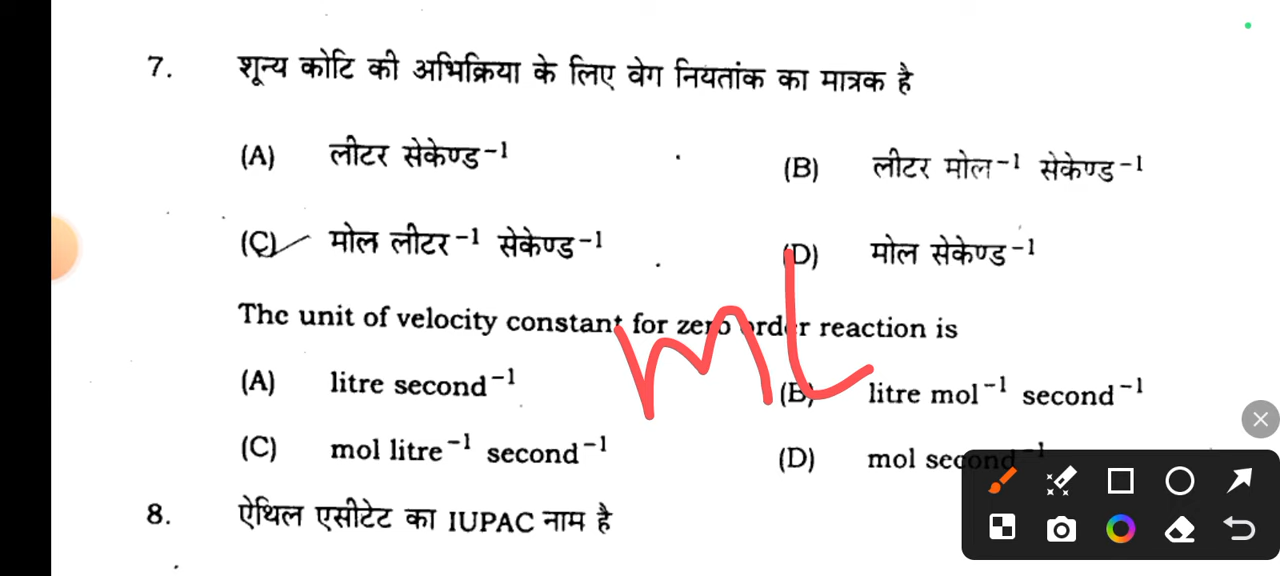 7. शून्य कोटि की अभिक्रिया के लिए वेग नियतांक का मात्रक है
(A) लीटर सेकेण्ड⁻¹ (B) लीटर मोल⁻¹ सेकेण्ड⁻¹
(C) मोल लीटर⁻¹ सेकेण्ड⁻¹ (D) मोल सेकेण्ड⁻¹
The unit of velocity constant for zero order reaction is
mL
(A) litre second⁻¹ (B) litre mol⁻¹ second⁻¹
(C) mol litre⁻¹ second⁻¹ (D) mol second⁻¹
8. ऐथिल एसीटेट का IUPAC नाम है